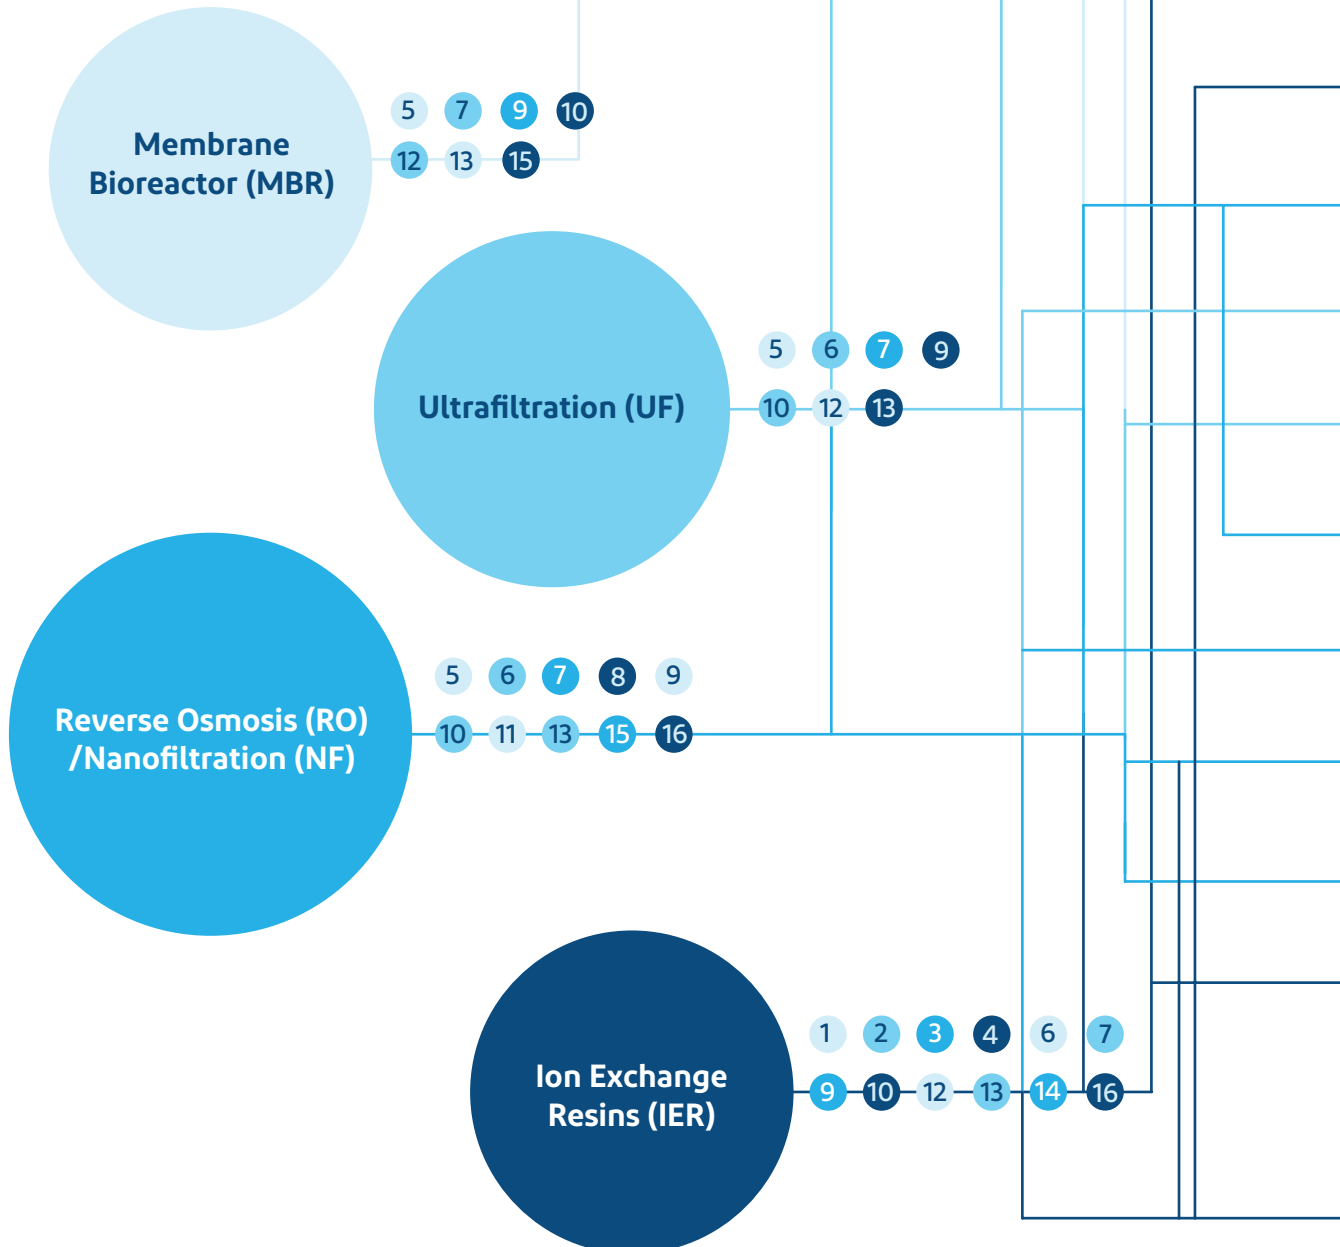 Membrane
Bioreactor (MBR)
5 7 9 10
12 13 15
Ultrafiltration (UF)
5 6 7 9
10 12 13
Reverse Osmosis (RO)
/Nanofiltration (NF)
5 6 7 8 9
10 11 13 15 16
Ion Exchange
Resins (IER)
1 2 3 4 6 7
9 10 12 13 14 16